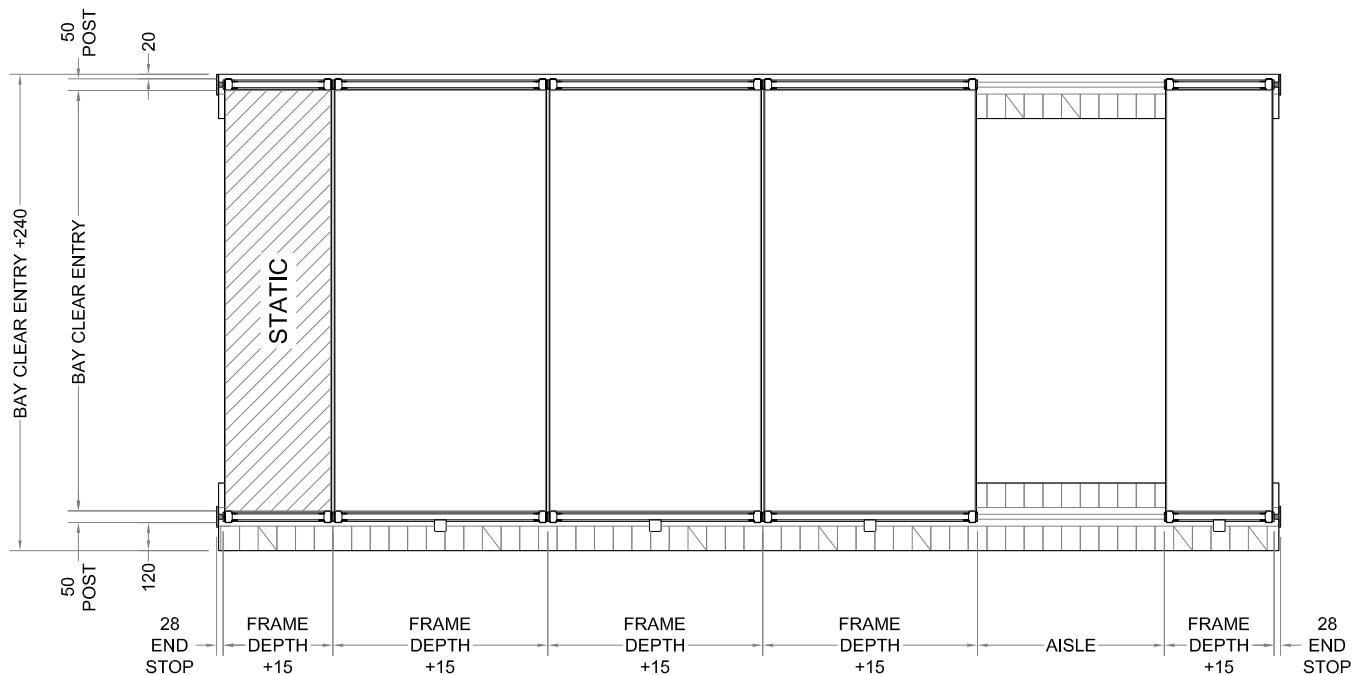 50
POST
20
BAY CLEAR ENTRY +240
BAY CLEAR ENTRY
STATIC
50
POST
120
28
END
STOP
FRAME
DEPTH
+15
FRAME
DEPTH
+15
FRAME
DEPTH
+15
FRAME
DEPTH
+15
AISLE
FRAME
DEPTH
+15
28
END
STOP